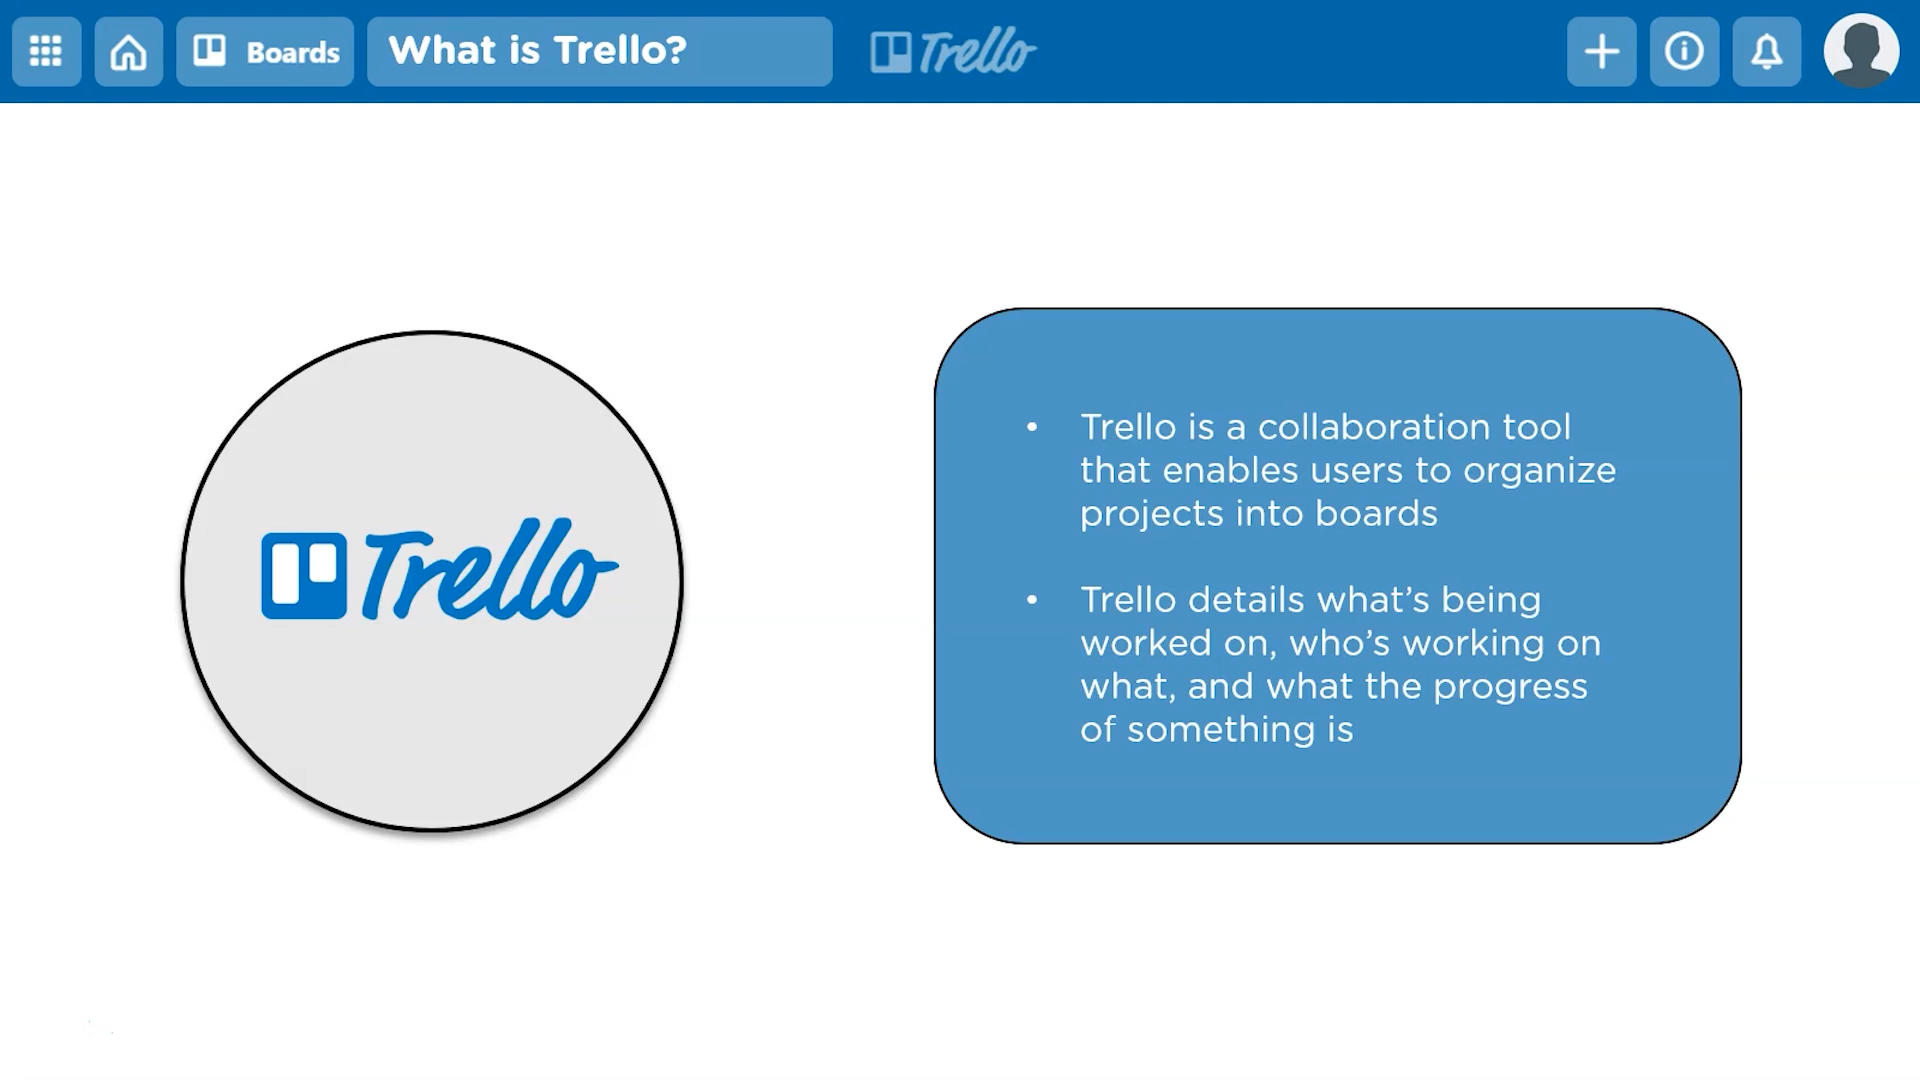 Boards
What is Trello?
Trello
Trello
• Trello is a collaboration tool
that enables users to organize
projects into boards
• Trello details what’s being
worked on, who’s working on
what, and what the progress
of something is